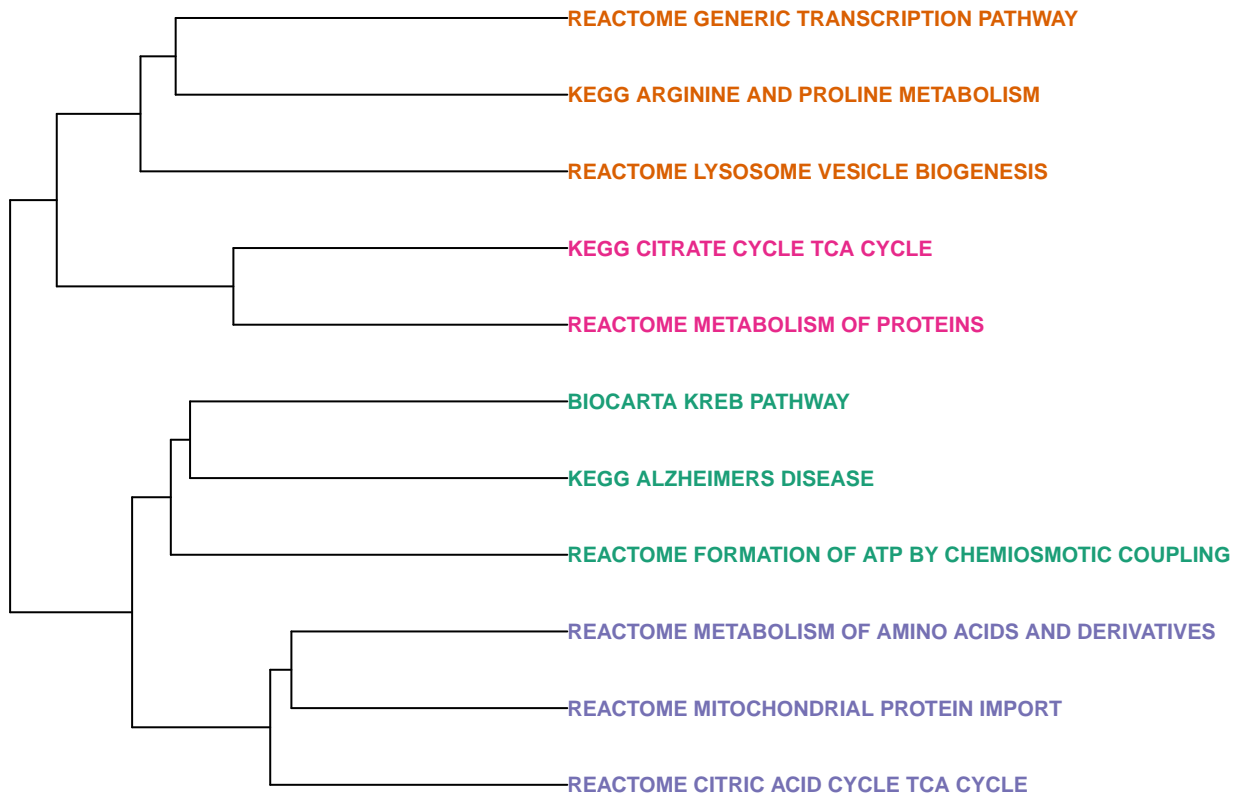 REACTOME GENERIC TRANSCRIPTION PATHWAY
KEGG ARGININE AND PROLINE METABOLISM
REACTOME LYSOSOME VESICLE BIOGENESIS
KEGG CITRATE CYCLE TCA CYCLE
REACTOME METABOLISM OF PROTEINS
BIOCARTA KREB PATHWAY
KEGG ALZHEIMERS DISEASE
REACTOME FORMATION OF ATP BY CHEMIOSMOTIC COUPLING
REACTOME METABOLISM OF AMINO ACIDS AND DERIVATIVES
REACTOME MITOCHONDRIAL PROTEIN IMPORT
REACTOME CITRIC ACID CYCLE TCA CYCLE